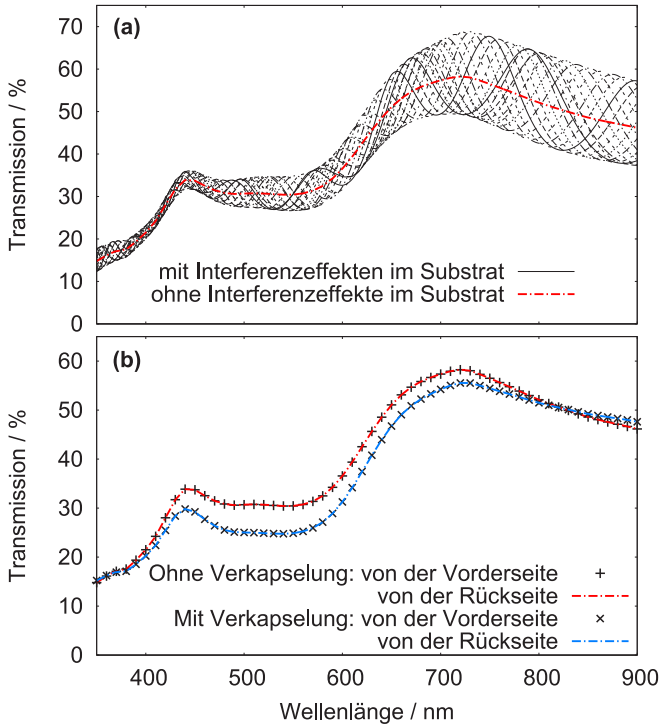 (a)
70
60
50
40
30
20
10
0
Transmission / %
mit Interferenzeffekten im Substrat
ohne Interferenzeffekte im Substrat
(b)
60
50
40
30
20
10
0
Transmission / %
Ohne Verkapselung: von der Vorderseite
von der Rückseite
Mit Verkapselung: von der Vorderseite
von der Rückseite
400 500 600 700 800 900
Wellenlänge / nm